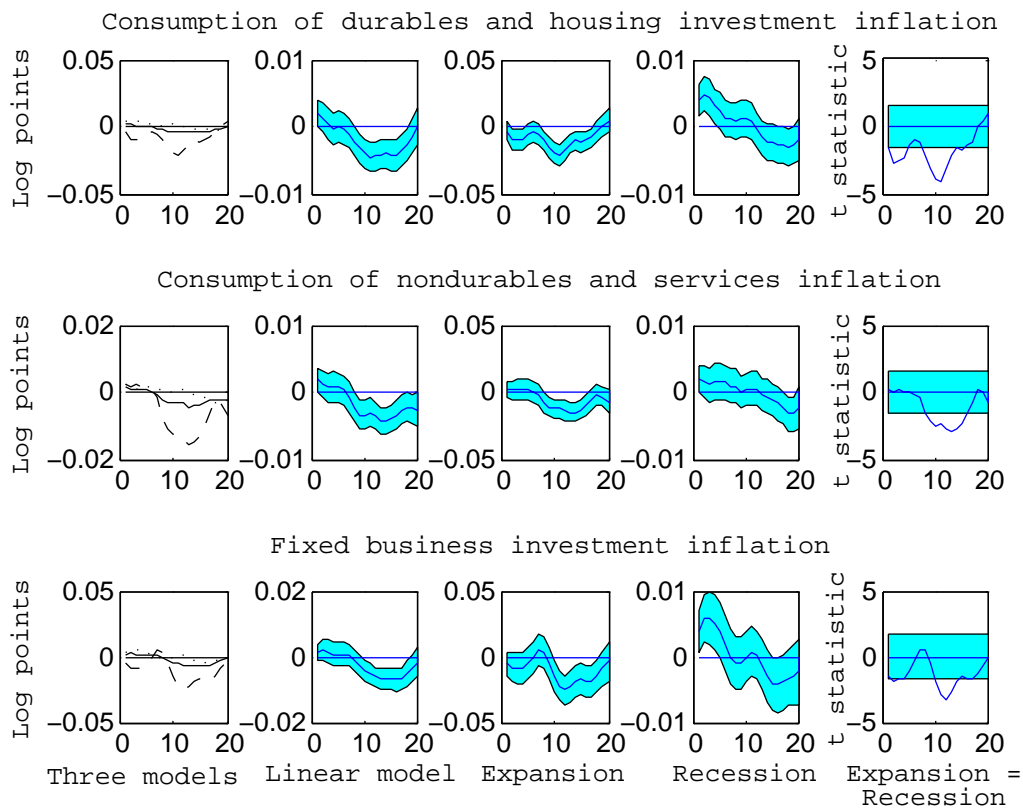 Consumption of durables and housing investment inflation
Log points
0.05
0
−0.05
0 10 20
0.01
0
−0.01
0 10 20
0.05
0
−0.05
0 10 20
0.01
0
−0.01
0 10 20
t statistic
5
0
−5
0 10 20
Consumption of nondurables and services inflation
Log points
0.02
0
−0.02
0 10 20
0.01
0
−0.01
0 10 20
0.05
0
−0.05
0 10 20
0.01
0
−0.01
0 10 20
t statistic
5
0
−5
0 10 20
Fixed business investment inflation
Log points
0.05
0
−0.05
0 10 20
Three models
0.02
0
−0.02
0 10 20
Linear model
0.05
0
−0.05
0 10 20
Expansion
0.01
0
−0.01
0 10 20
Recession
t statistic
5
0
−5
0 10 20
Expansion =
Recession